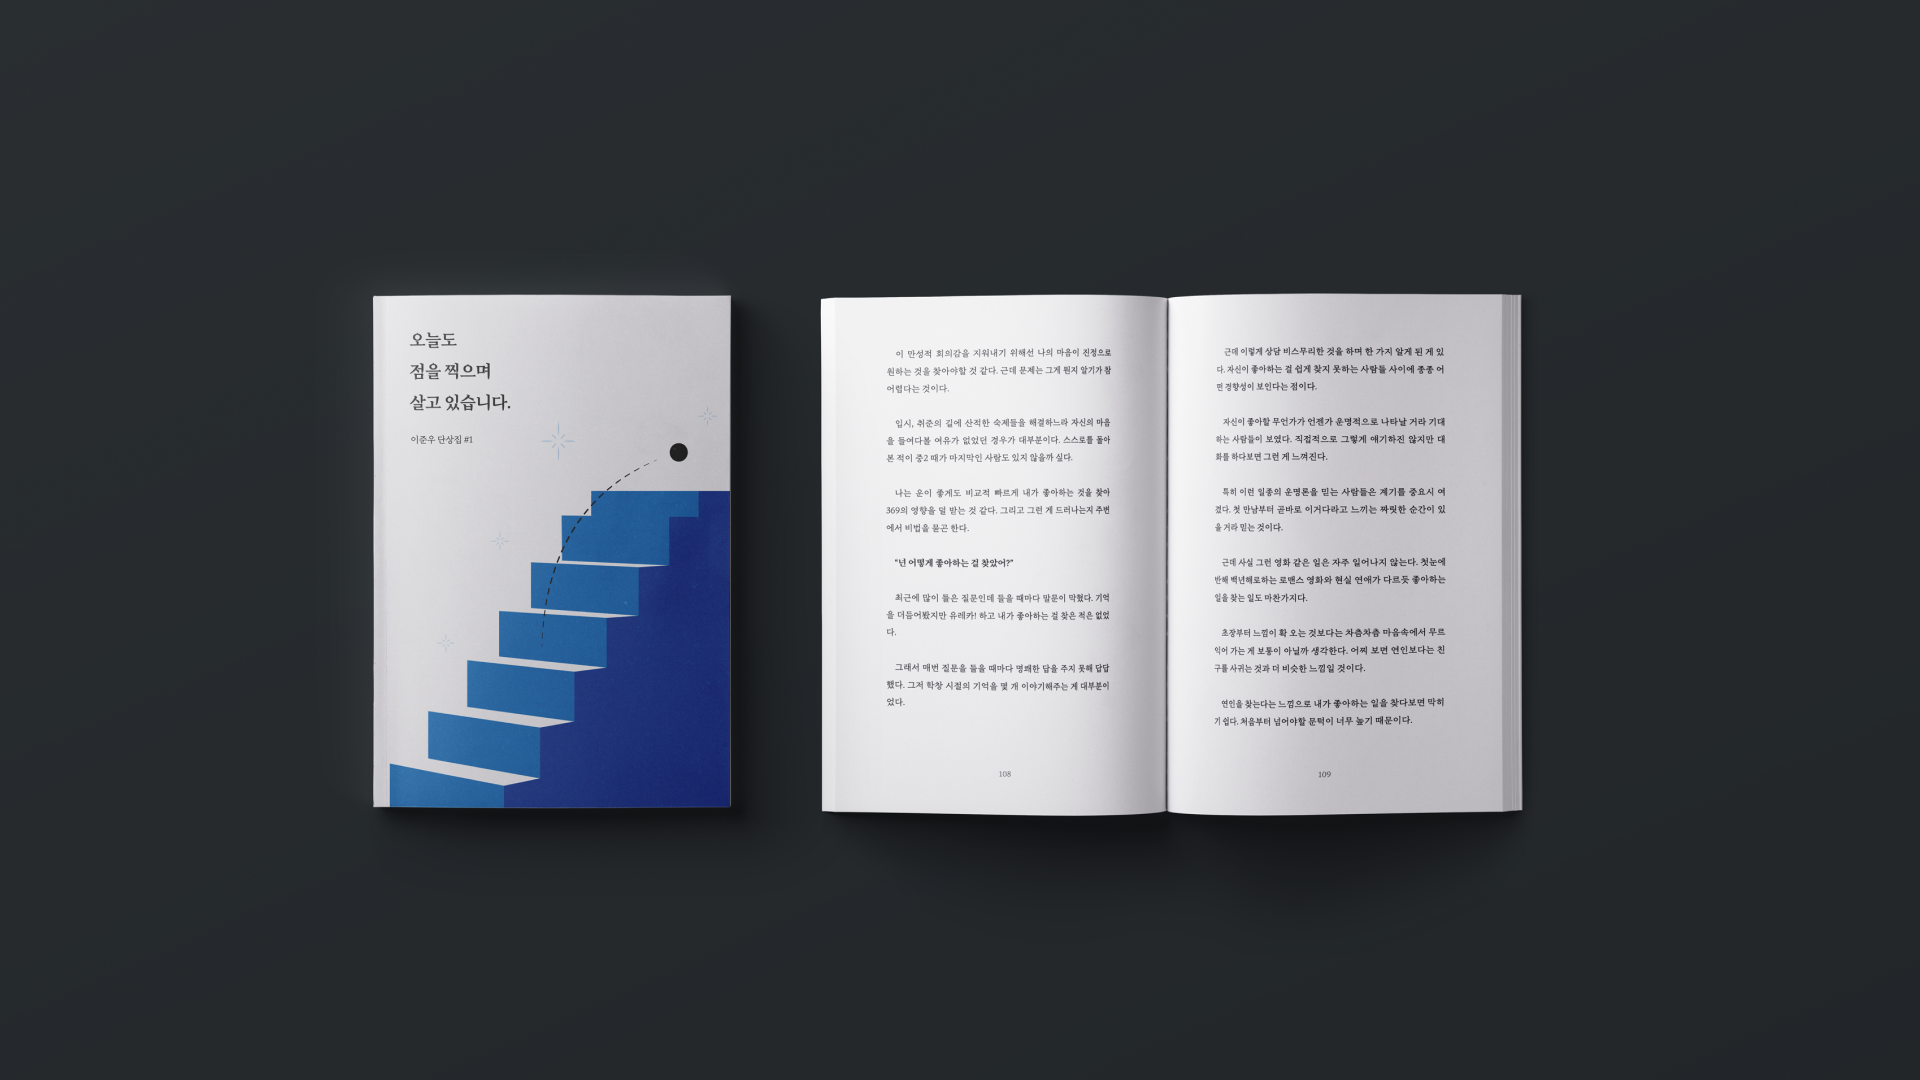 오늘도
점을 찍으며
살고 있습니다.
이준우 단상집 #1
이 만성적 회의감을 지워내기 위해선 나의 마음이 진정으로
원하는 것을 찾아야할 것 같다. 근데 문제는 그게 뭔지 알기가 참
어렵다는 것이다.
입시, 취준의 길에 산적한 숙제들을 해결하느라 자신의 마음
을 들여다볼 여유가 없었던 경우가 대부분이다. 스스로를 돌아
본 적이 중2 때가 마지막인 사람도 있지 않을까 싶다.
나는 운이 좋게도 비교적 빠르게 내가 좋아하는 것을 찾아
369의 영향을 덜 받는 것 같다. 그리고 그런 게 드러나는지 주변
에서 비법을 묻곤 한다.
"넌 어떻게 좋아하는 걸 찾았어?"
최근에 많이 들은 질문인데 들을 때마다 말문이 막혔다. 기억
을 더듬어봤지만 유레카! 하고 내가 좋아하는 걸 찾은 적은 없었
다.
그래서 매번 질문을 들을 때마다 명쾌한 답을 주지 못해 답답
했다. 그저 학창 시절의 기억을 몇 개 이야기해주는 게 대부분이
었다.
108
근데 이렇게 상담 비스무리한 것을 하며 한 가지 알게 된 게 있
다. 자신이 좋아하는 걸 쉽게 찾지 못하는 사람들 사이에 종종 어
떤 경향성이 보인다는 점이다.
자신이 좋아할 무언가가 언젠가 운명적으로 나타날 거라 기대
하는 사람들이 보였다. 직접적으로 그렇게 얘기하진 않지만 대
화를 하다보면 그런 게 느껴진다.
특히 이런 일종의 운명론을 믿는 사람들은 계기를 중요시 여
겼다. 첫 만남부터 곧바로 이거다라고 느끼는 짜릿한 순간이 있
을 거라 믿는 것이다.
근데 사실 그런 영화 같은 일은 자주 일어나지 않는다. 첫눈에
반해 백년해로하는 로맨스 영화와 현실 연애가 다르듯 좋아하는
일을 찾는 일도 마찬가지다.
초장부터 느낌이 확 오는 것보다는 차츰차츰 마음속에서 무르
익어 가는 게 보통이 아닐까 생각한다. 어찌 보면 연인보다는 친
구를 사귀는 것과 더 비슷한 느낌일 것이다.
연인을 찾는다는 느낌으로 내가 좋아하는 일을 찾다보면 막히
기 쉽다. 처음부터 넘어야할 문턱이 너무 높기 때문이다.
109